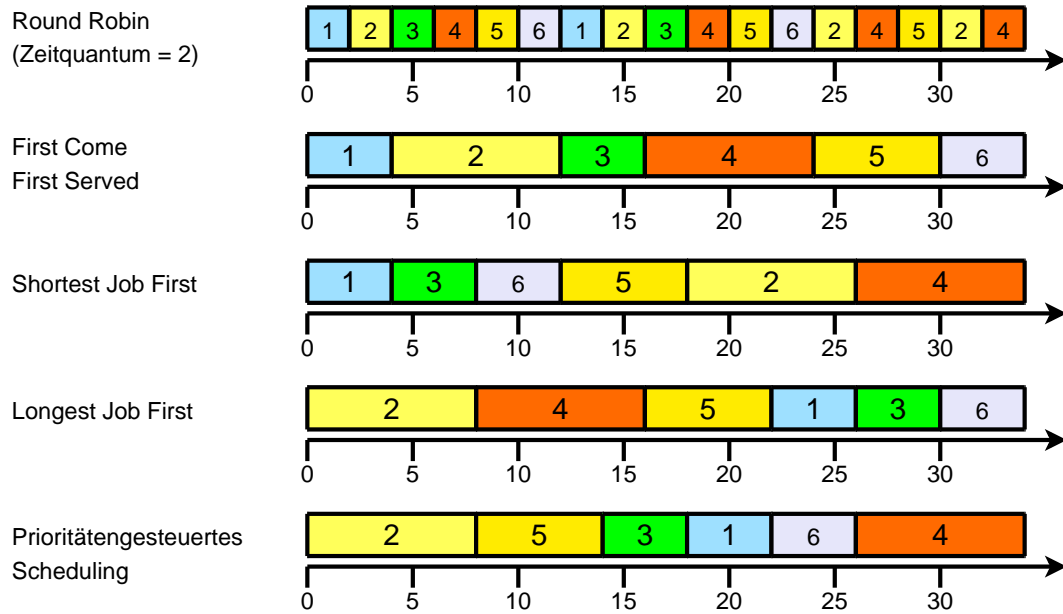 Round Robin
(Zeitquantum = 2)
1 2 3 4 5 6 1 2 3 4 5 6 2 4 5 2 4
0 5 10 15 20 25 30
First Come
First Served
1 2 3 4 5 6
0 5 10 15 20 25 30
Shortest Job First
1 3 6 5 2 4
0 5 10 15 20 25 30
Longest Job First
2 4 5 1 3 6
0 5 10 15 20 25 30
Prioritätengesteuertes
Scheduling
2 5 3 1 6 4
0 5 10 15 20 25 30